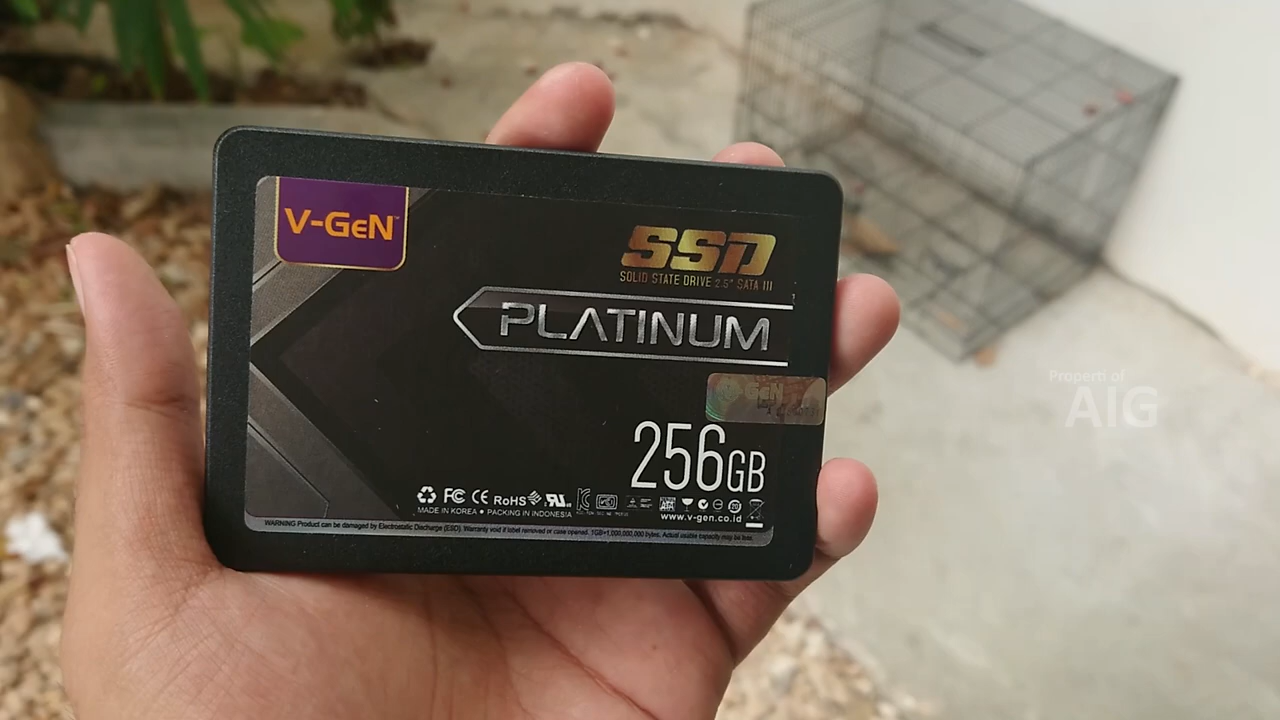 V-GeN™
SSD
SOLID STATE DRIVE 2.5" SATA III
PLATINUM
GeN
256GB
FC CE RoHS
MADE IN KOREA • PACKING IN INDONESIA
www.v-gen.co.id
WARNING Product can be damaged by Electrostatic Discharge (ESD). Warranty void if label removed or case opened. 1GB=1,000,000,000 bytes. Actual usable capacity may be less.
Properti of
AIG